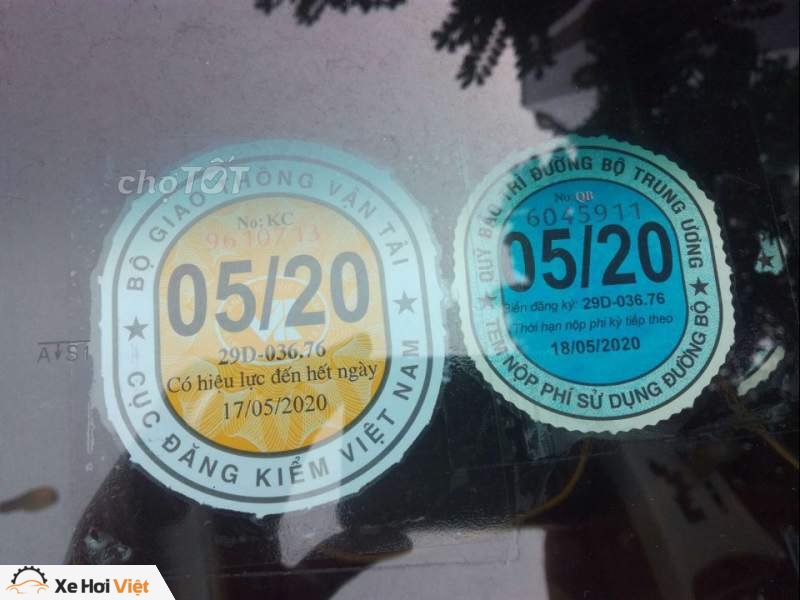 chợTỐT
BỘ GIAO THÔNG VẬN TẢI
No: KC
9610713
05/20
29D-036.76
Có hiệu lực đến hết ngày
17/05/2020
★ CỤC ĐĂNG KIỂM VIỆT NAM ★
QUỸ BẢO TRÌ ĐƯỜNG BỘ TRUNG ƯƠNG
No: QB
6045911
05/20
Biển đăng ký: 29D-036.76
Thời hạn nộp phí kỳ tiếp theo
18/05/2020
★ TEM NỘP PHÍ SỬ DỤNG ĐƯỜNG BỘ ★
A↓S1
Xe Hơi Việt